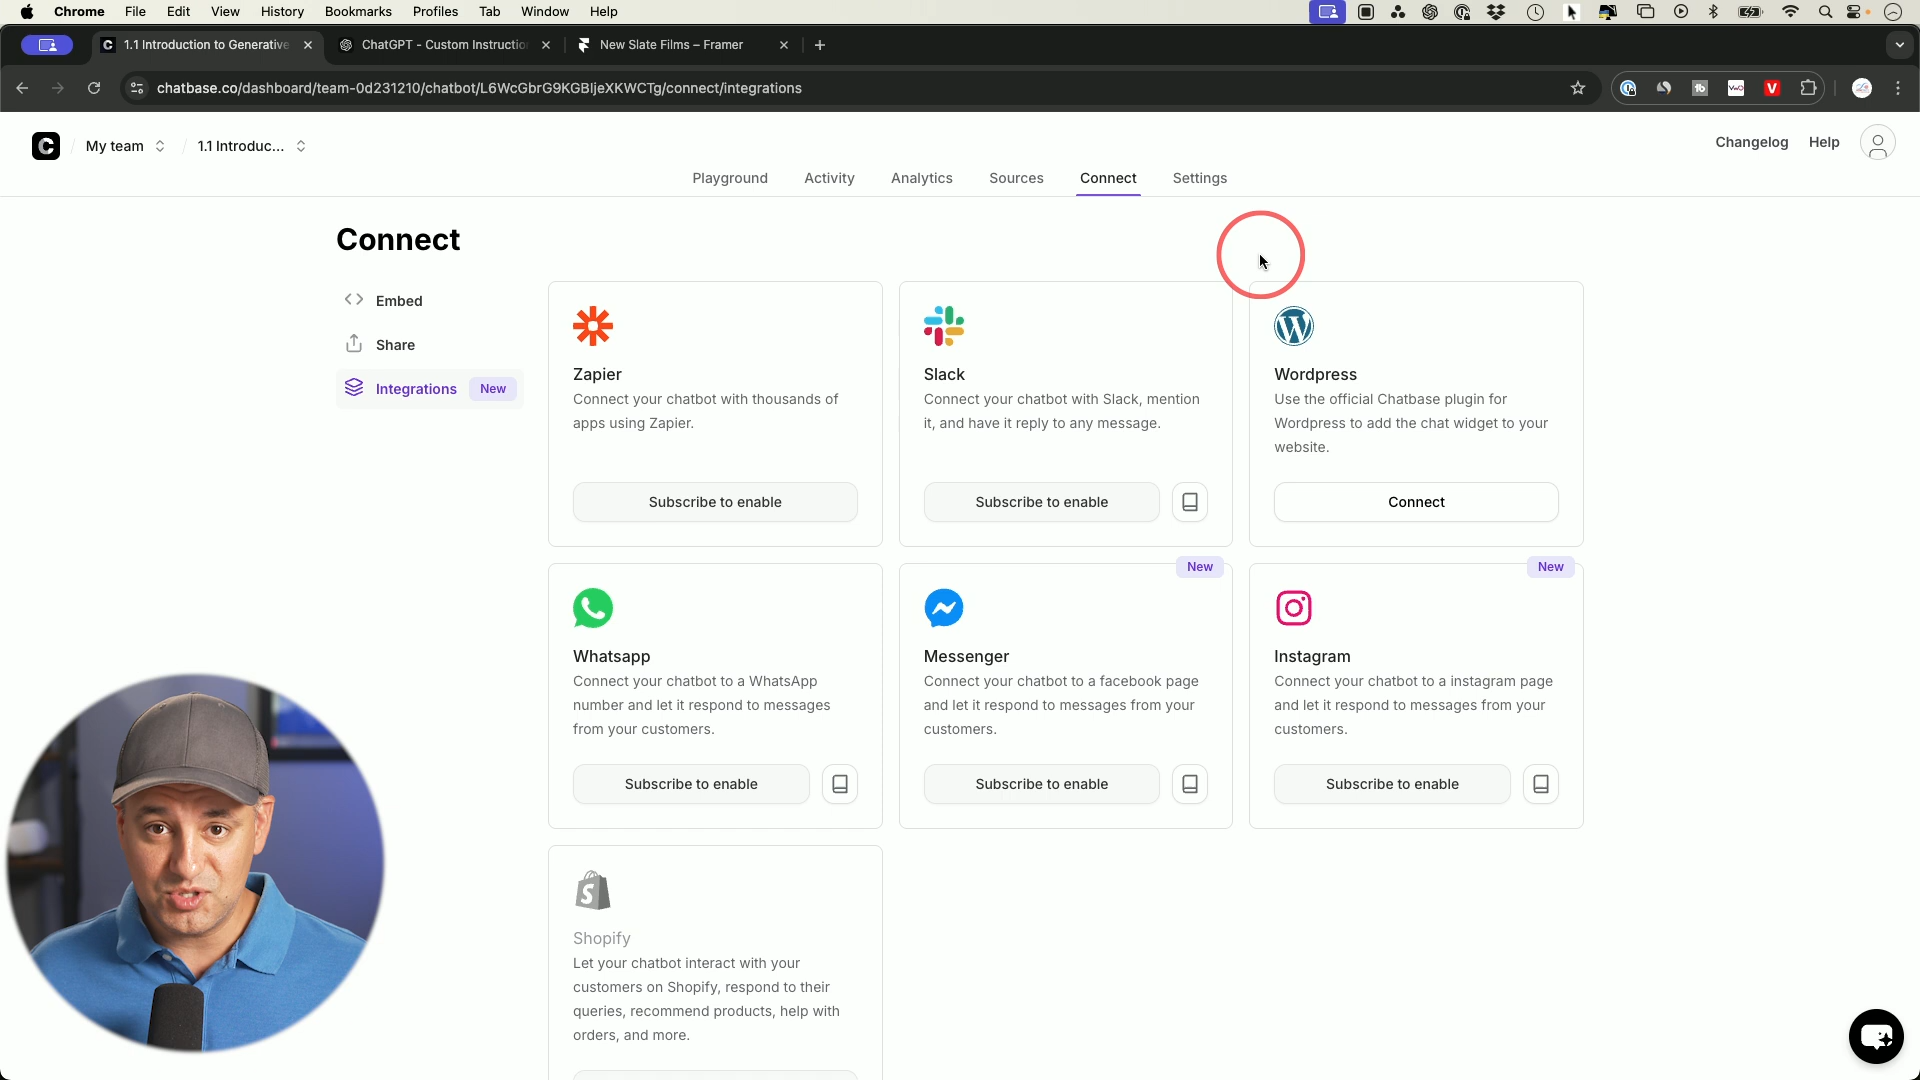 Chrome File Edit View History Bookmarks Profiles Tab Window Help
1.1 Introduction to Generative
ChatGPT - Custom Instructio
New Slate Films – Framer
chatbase.co/dashboard/team-0d231210/chatbot/L6WcGbrG9KGBIjeXKWCTg/connect/integrations
C My team / 1.1 Introduc...
Changelog Help
Playground Activity Analytics Sources Connect Settings
Connect
Embed
Share
Integrations New
Zapier
Connect your chatbot with thousands of
apps using Zapier.
Subscribe to enable
Slack
Connect your chatbot with Slack, mention
it, and have it reply to any message.
Subscribe to enable
Wordpress
Use the official Chatbase plugin for
Wordpress to add the chat widget to your
website.
Connect
Whatsapp
Connect your chatbot to a WhatsApp
number and let it respond to messages
from your customers.
Subscribe to enable
New
Messenger
Connect your chatbot to a facebook page
and let it respond to messages from your
customers.
Subscribe to enable
New
Instagram
Connect your chatbot to a instagram page
and let it respond to messages from your
customers.
Subscribe to enable
Shopify
Let your chatbot interact with your
customers on Shopify, respond to their
queries, recommend products, help with
orders, and more.